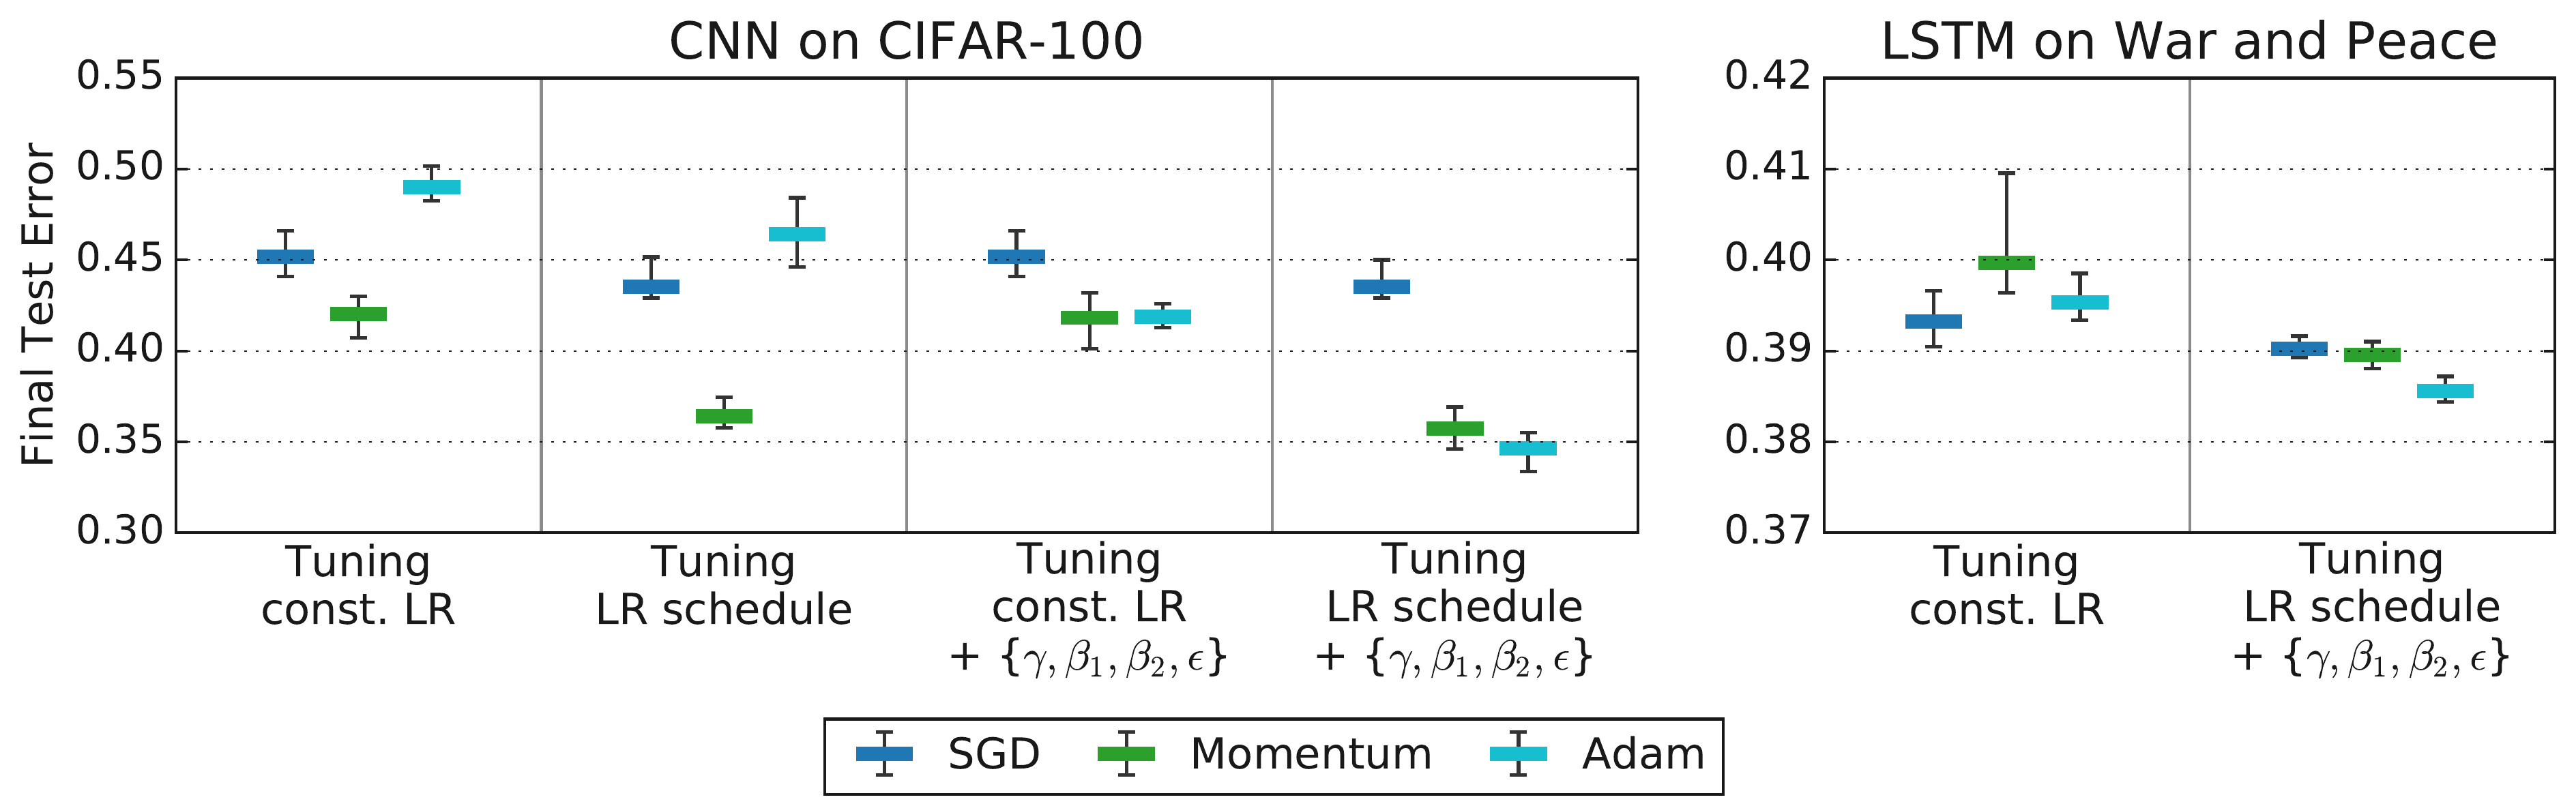 CNN on CIFAR-100
LSTM on War and Peace
Final Test Error
0.55
0.50
0.45
0.40
0.35
0.30
0.42
0.41
0.40
0.39
0.38
0.37
Tuning
const. LR
Tuning
LR schedule
Tuning
const. LR
+ {γ, β₁, β₂, ϵ}
Tuning
LR schedule
+ {γ, β₁, β₂, ϵ}
Tuning
const. LR
Tuning
LR schedule
+ {γ, β₁, β₂, ϵ}
SGD Momentum Adam